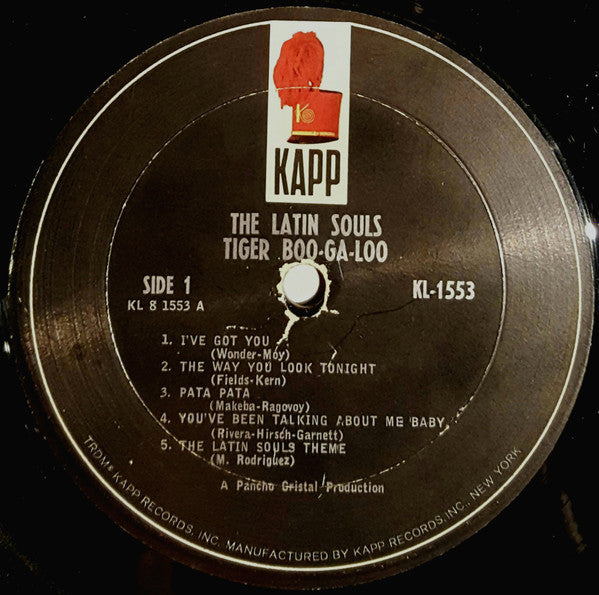 K
KAPP
THE LATIN SOULS
TIGER BOO-GA-LOO
SIDE 1
KL 8 1553 A
KL-1553
1. I'VE GOT YOU
(Wonder-Moy)
2. THE WAY YOU LOOK TONIGHT
(Fields-Kern)
3. PATA PATA
(Makeba-Ragovoy)
4. YOU'VE BEEN TALKING ABOUT ME BABY
(Rivera-Hirsch-Garnett)
5. THE LATIN SOULS THEME
(M. Rodriguez)
A Pancho Cristal Production
TRDMK KAPP RECORDS, INC. MANUFACTURED BY KAPP RECORDS, INC., NEW YORK